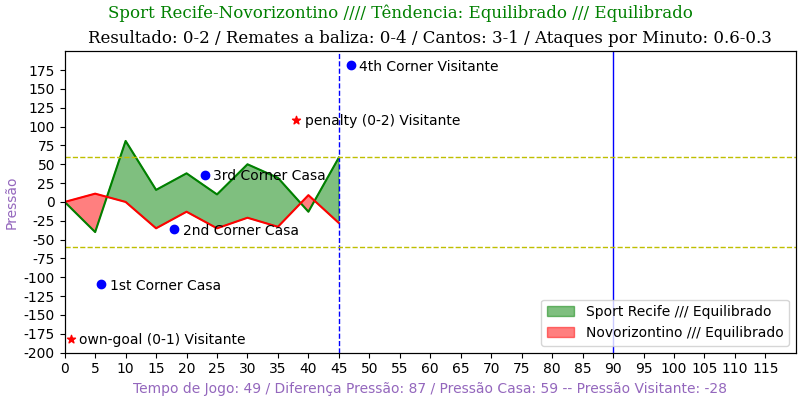 Sport Recife-Novorizontino //// Têndencia: Equilibrado /// Equilibrado
Resultado: 0-2 / Remates a baliza: 0-4 / Cantos: 3-1 / Ataques por Minuto: 0.6-0.3
175
150
125
100
75
50
25
0
-25
-50
-75
-100
-125
-150
-175
-200
Pressão
4th Corner Visitante
penalty (0-2) Visitante
3rd Corner Casa
2nd Corner Casa
1st Corner Casa
own-goal (0-1) Visitante
Sport Recife /// Equilibrado
Novorizontino /// Equilibrado
0 5 10 15 20 25 30 35 40 45 50 55 60 65 70 75 80 85 90 95 100 105 110 115
Tempo de Jogo: 49 / Diferença Pressão: 87 / Pressão Casa: 59 -- Pressão Visitante: -28